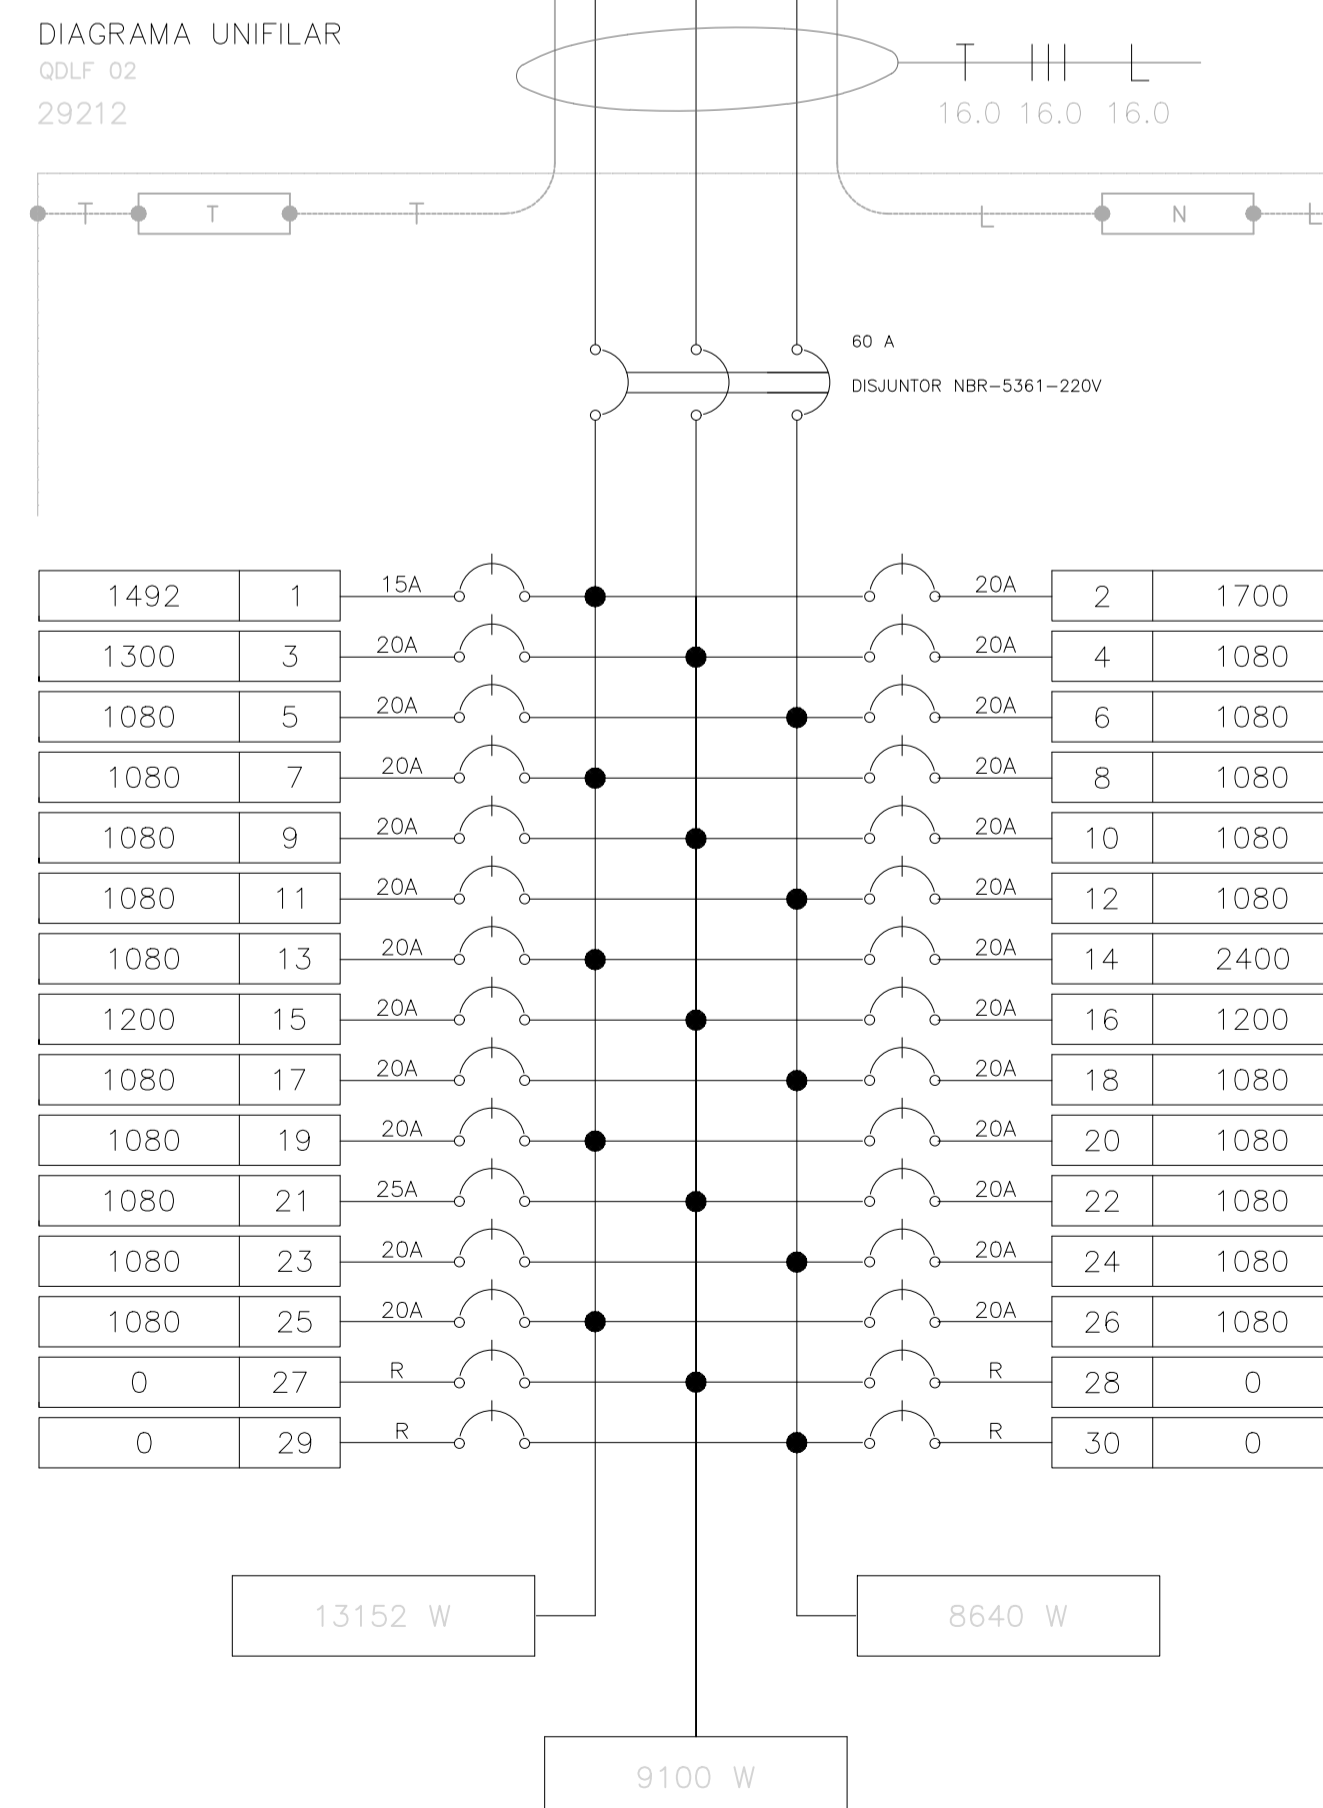 DIAGRAMA UNIFILAR
QDLF 02
29212
T III L
16.0 16.0 16.0
T T T L N L
60 A
DISJUNTOR NBR-5361-220V
1492 1 15A 20A 2 1700
1300 3 20A 20A 4 1080
1080 5 20A 20A 6 1080
1080 7 20A 20A 8 1080
1080 9 20A 20A 10 1080
1080 11 20A 20A 12 1080
1080 13 20A 20A 14 2400
1200 15 20A 20A 16 1200
1080 17 20A 20A 18 1080
1080 19 20A 20A 20 1080
1080 21 25A 20A 22 1080
1080 23 20A 20A 24 1080
1080 25 20A 20A 26 1080
0 27 R R 28 0
0 29 R R 30 0
13152 W 8640 W
9100 W